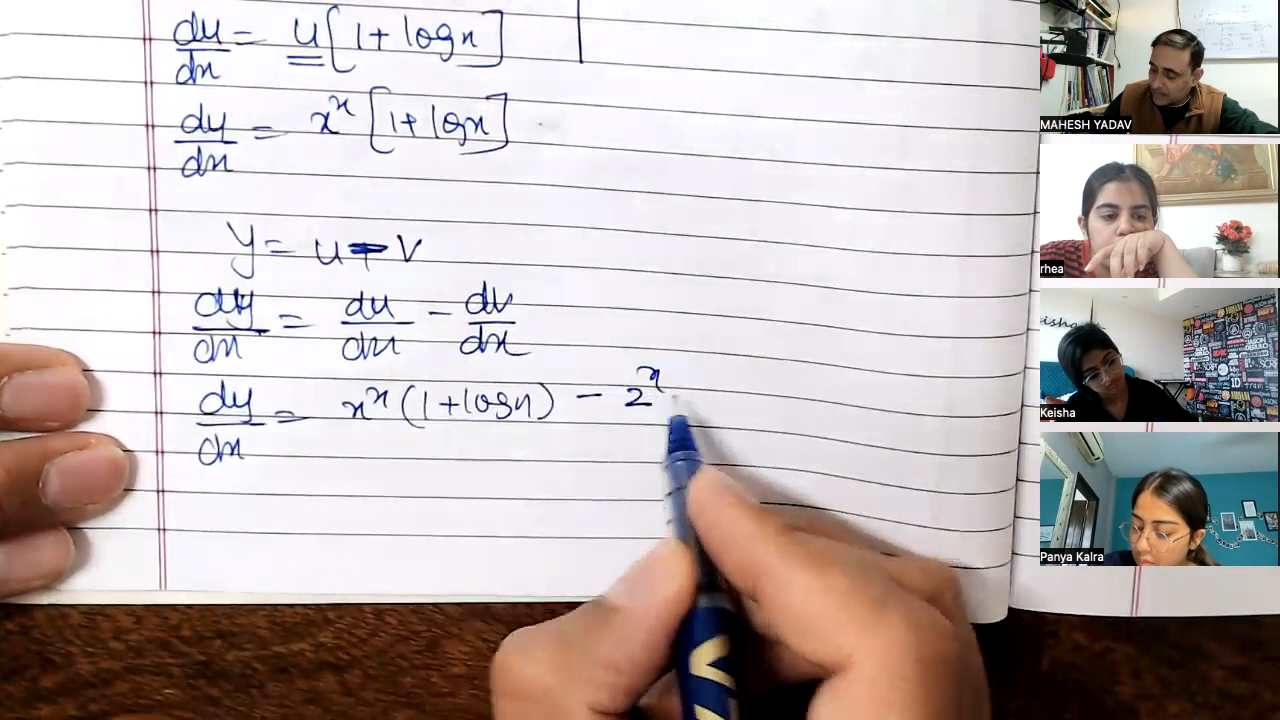 du/dx = u[1+logx]
dy/dx = x^x [1+logx]
y = u - v
dy/dx = du/dx - dv/dx
dy/dx = x^x (1+logx) - 2^x
MAHESH YADAV
rhea
Keisha
Panya Kalra